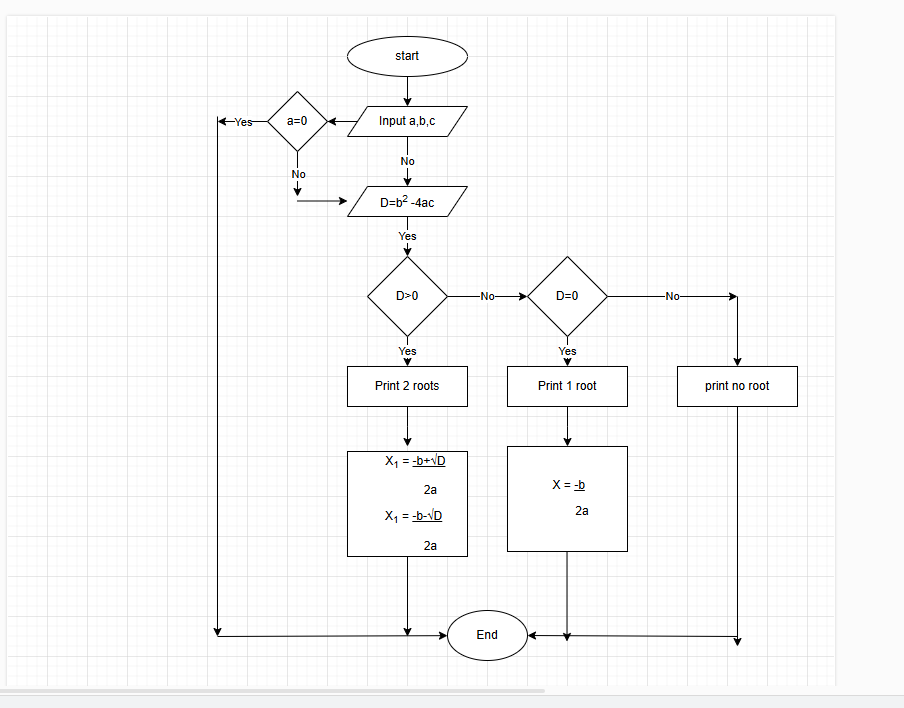 start
Input a,b,c
a=0
Yes
No
No
D=b² -4ac
Yes
D>0
No
D=0
No
Yes
Yes
Print 2 roots
Print 1 root
print no root
X₁ = -b+√D
2a
X₁ = -b-√D
2a
X = -b
2a
End